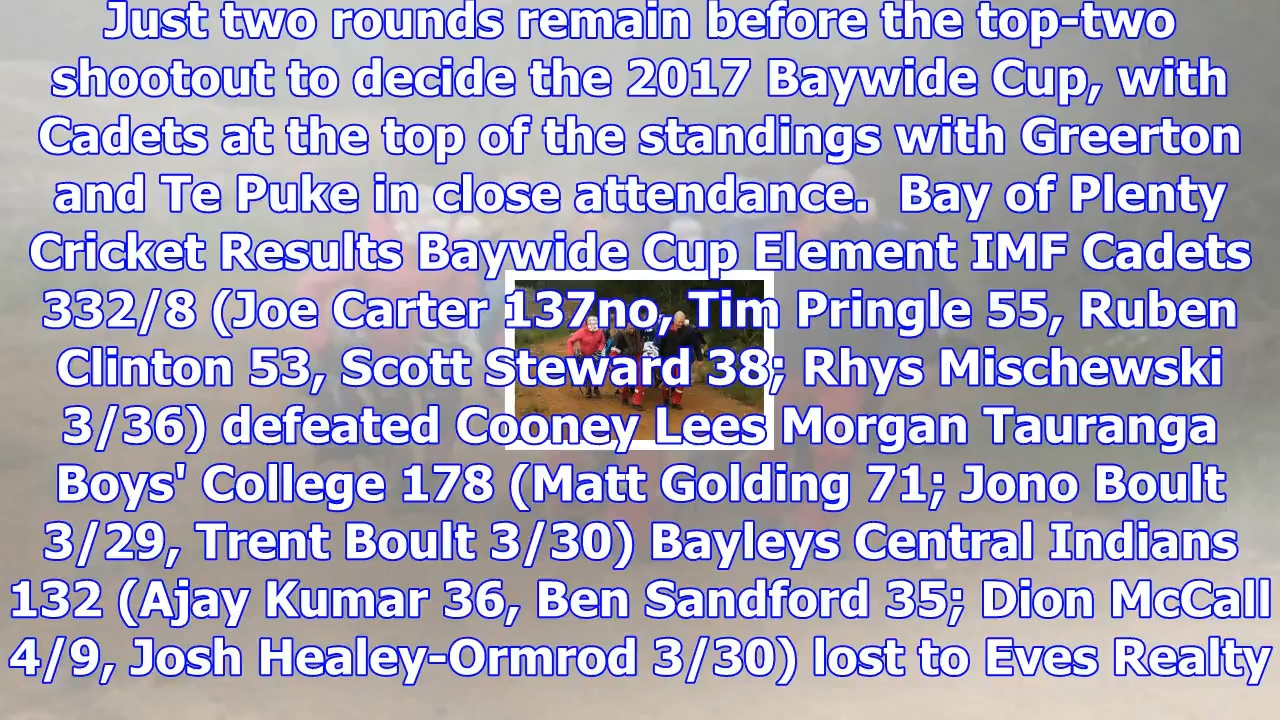 Just two rounds remain before the top-two
shootout to decide the 2017 Baywide Cup, with
Cadets at the top of the standings with Greerton
and Te Puke in close attendance.  Bay of Plenty
Cricket Results Baywide Cup Element IMF Cadets
332/8 (Joe Carter 137no, Tim Pringle 55, Ruben
Clinton 53, Scott Steward 38; Rhys Mischewski
3/36) defeated Cooney Lees Morgan Tauranga
Boys' College 178 (Matt Golding 71; Jono Boult
3/29, Trent Boult 3/30) Bayleys Central Indians
132 (Ajay Kumar 36, Ben Sandford 35; Dion McCall
4/9, Josh Healey-Ormrod 3/30) lost to Eves Realty